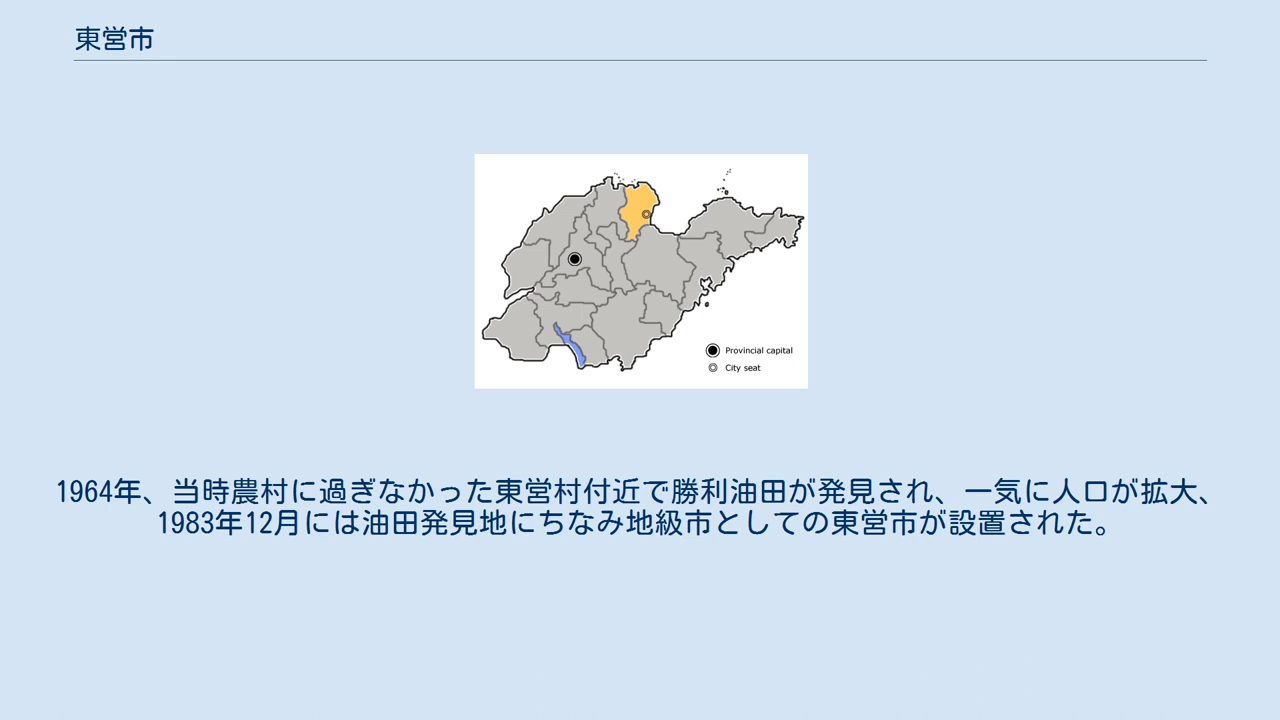 東営市
Provincial capital
City seat
1964年、当時農村に過ぎなかった東営村付近で勝利油田が発見され、一気に人口が拡大、
1983年12月には油田発見地にちなみ地級市としての東営市が設置された。